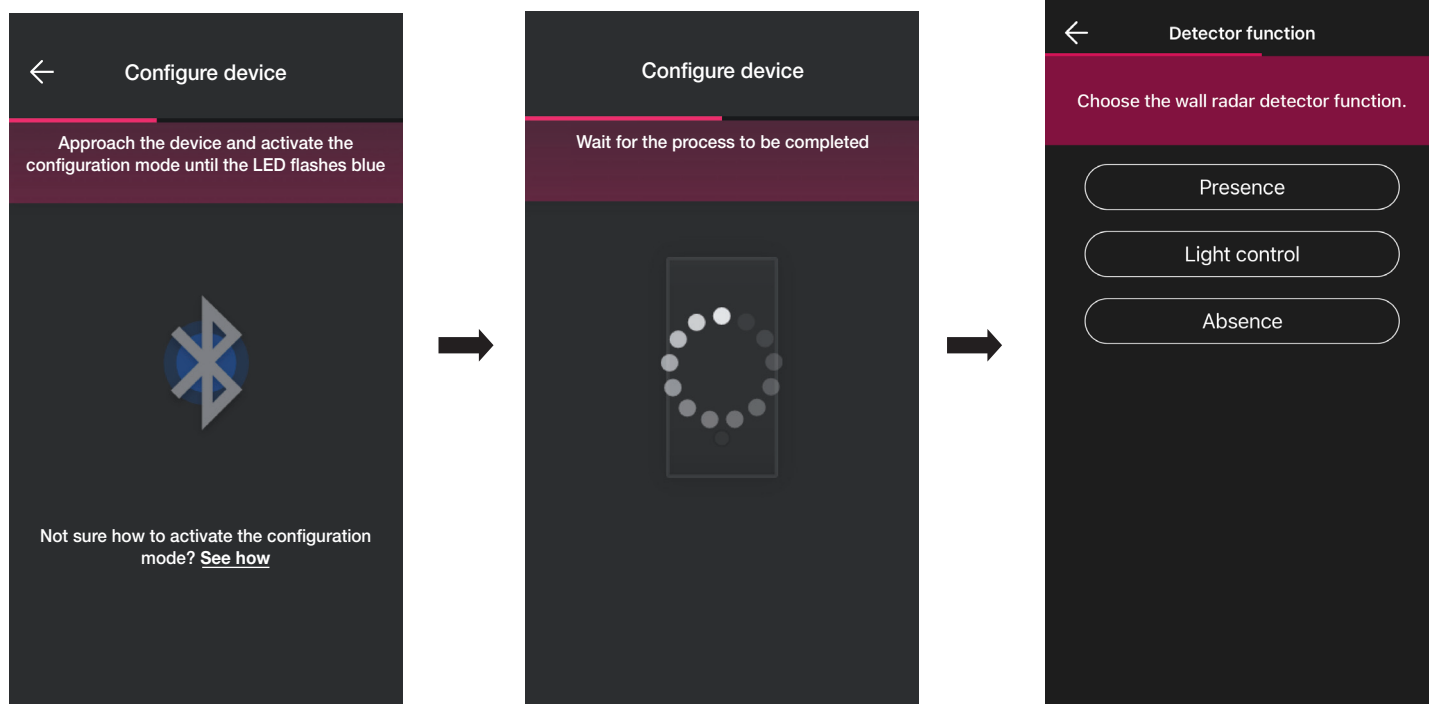 Configure device
Approach the device and activate the
configuration mode until the LED flashes blue
Not sure how to activate the configuration
mode? See how
Configure device
Wait for the process to be completed
Detector function
Choose the wall radar detector function.
Presence
Light control
Absence